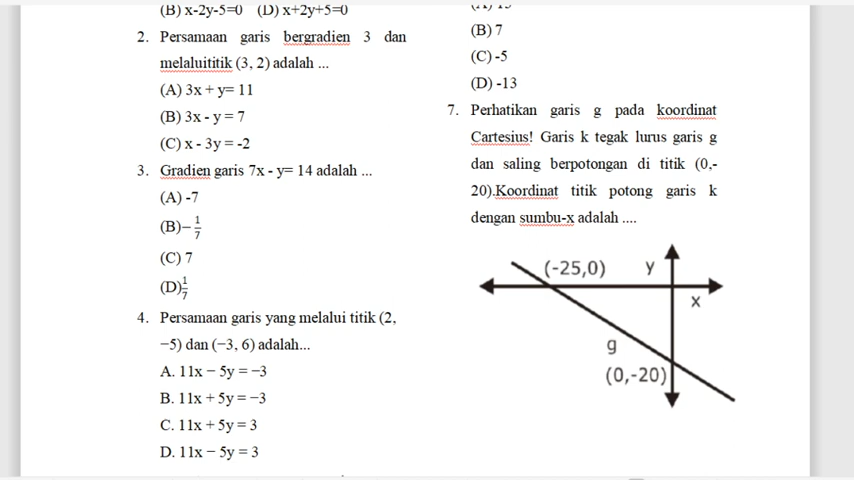 (B) x-2y-5=0 (D) x+2y+5=0
2. Persamaan garis bergradien 3 dan
melaluititik (3, 2) adalah ...
(A) 3x + y= 11
(B) 3x - y = 7
(C) x - 3y = -2
3. Gradien garis 7x - y= 14 adalah ...
(A) -7
(B)− 1/7
(C) 7
(D) 1/7
4. Persamaan garis yang melalui titik (2,
−5) dan (−3, 6) adalah...
A. 11x − 5y = −3
B. 11x + 5y = −3
C. 11x + 5y = 3
D. 11x − 5y = 3
(B) 7
(C) -5
(D) -13
7. Perhatikan garis g pada koordinat
Cartesius! Garis k tegak lurus garis g
dan saling berpotongan di titik (0,-
20).Koordinat titik potong garis k
dengan sumbu-x adalah ....
(-25,0) y
x
g
(0,-20)